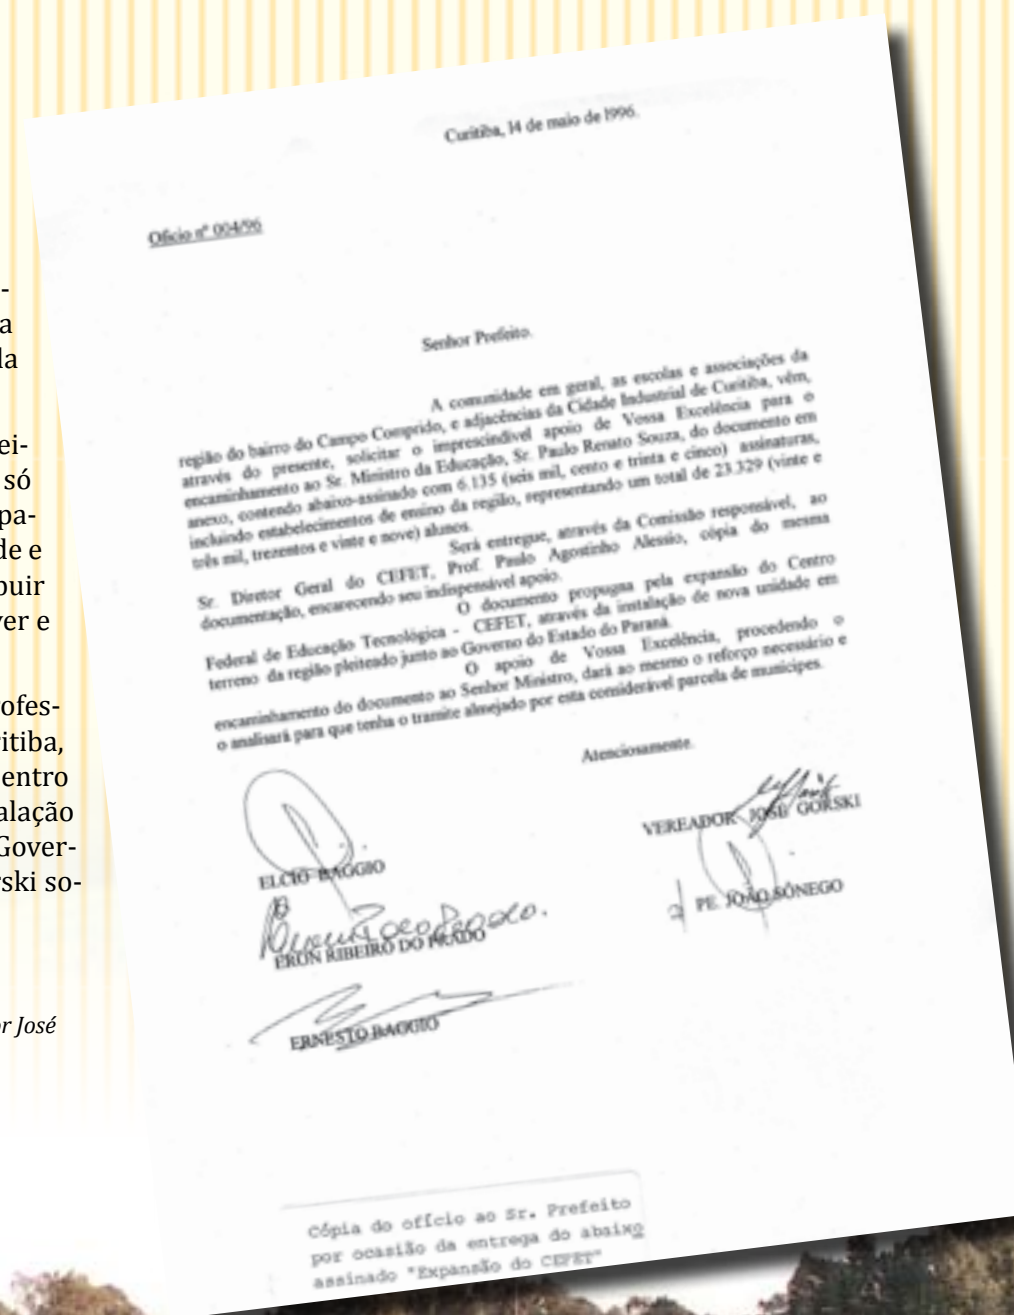 -
a
la
ei-
só
pa-
de e
buir
ver e
ofes-
ritiba,
entro
alação
Gover-
rski so-
or José
Curitiba, 14 de maio de 1996.
Ofício nº 004/96
Senhor Prefeito.
A comunidade em geral, as escolas e associações da
região do bairro do Campo Comprido, e adjacências da Cidade Industrial de Curitiba, vêm,
através do presente, solicitar o imprescindível apoio de Vossa Excelência para o
encaminhamento ao Sr. Ministro da Educação, Sr. Paulo Renato Souza, do documento em
anexo, contendo abaixo-assinado com 6.135 (seis mil, cento e trinta e cinco) assinaturas,
incluindo estabelecimentos de ensino da região, representando um total de 23.329 (vinte e
três mil, trezentos e vinte e nove) alunos.
Será entregue, através da Comissão responsável, ao
Sr. Diretor Geral do CEFET, Prof. Paulo Agostinho Alessio, cópia do mesma
documentação, encarecendo seu indispensável apoio.
O documento propugna pela expansão do Centro
Federal de Educação Tecnológica - CEFET, através da instalação de nova unidade em
terreno da região pleiteado junto ao Governo do Estado do Paraná.
O apoio de Vossa Excelência, procedendo o
encaminhamento do documento ao Senhor Ministro, dará ao mesmo o reforço necessário e
o analisará para que tenha o tramite almejado por esta considerável parcela de munícipes.
Atenciosamente.
ELCIO BAGGIO
VEREADOR JOSÉ GORSKI
ERON RIBEIRO DO PRADO
PE. JOÃO SÔNEGO
ERNESTO BAGGIO
Cópia do ofício ao Sr. Prefeito
por ocasião da entrega do abaixo
assinado "Expansão do CEFET"